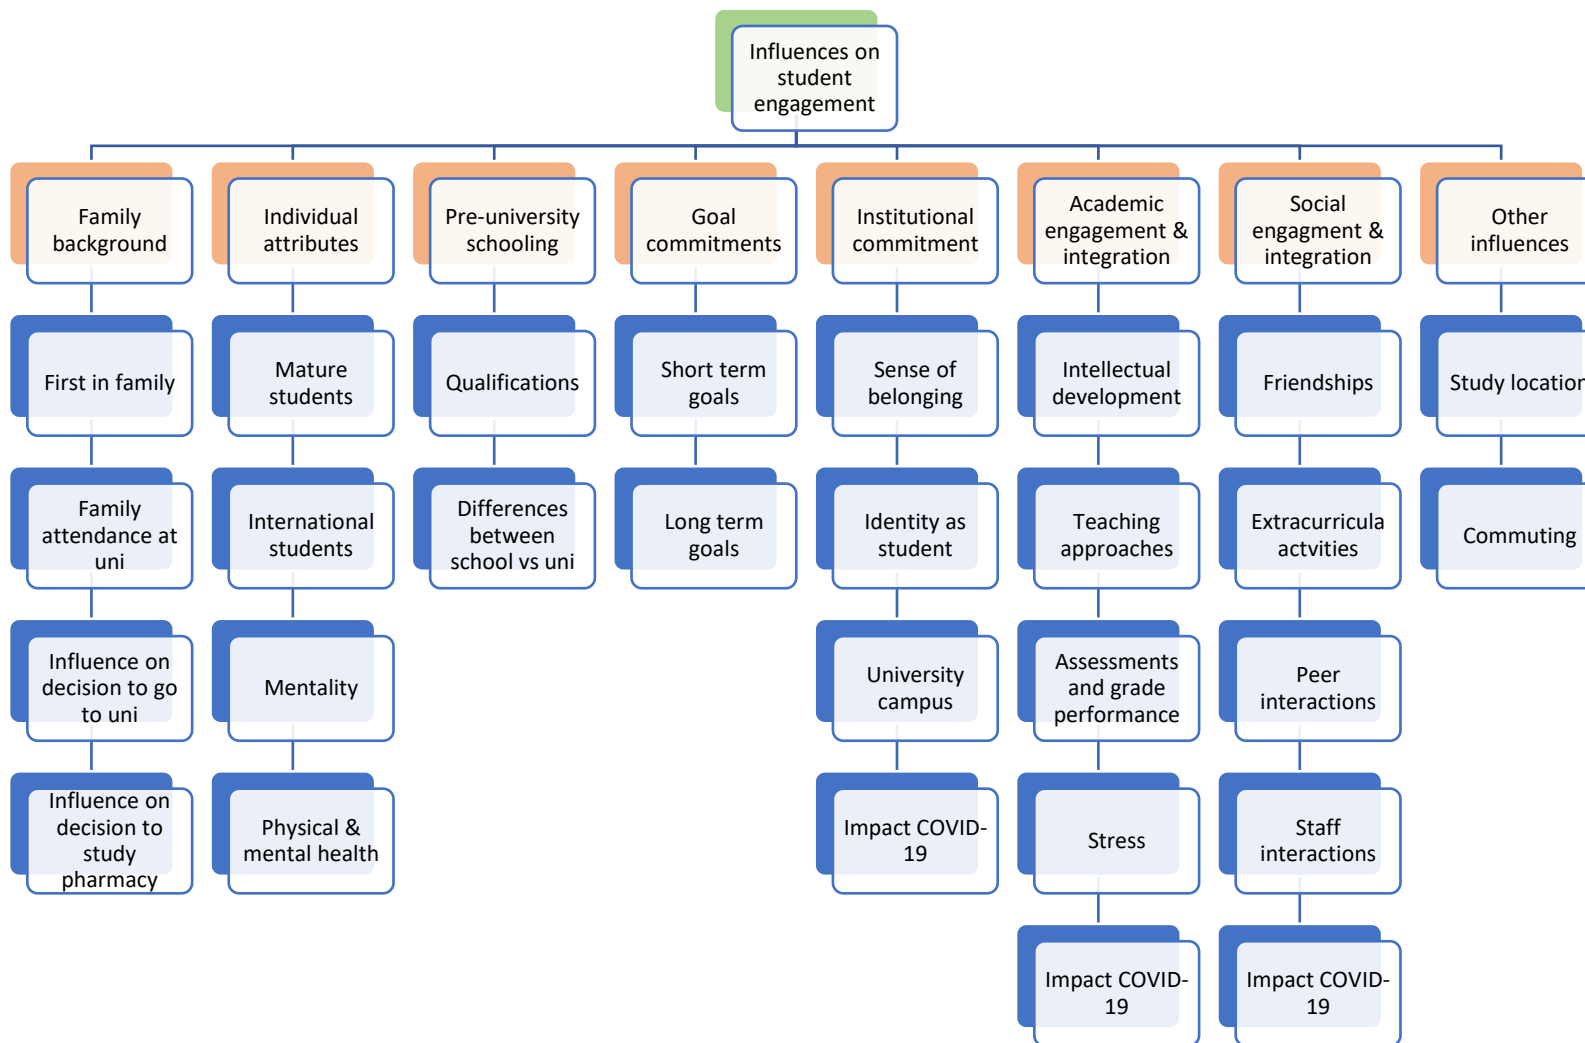 Influences on
student
engagement
Family
background
Individual
attributes
Pre-university
schooling
Goal
commitments
Institutional
commitment
Academic
engagement &
integration
Social
engagment &
integration
Other
influences
First in family
Mature
students
Qualifications
Short term
goals
Sense of
belonging
Intellectual
development
Friendships
Study location
Family
attendance at
uni
International
students
Differences
between
school vs uni
Long term
goals
Identity as
student
Teaching
approaches
Extracurricula
actvities
Commuting
Influence on
decision to go
to uni
Mentality
University
campus
Assessments
and grade
performance
Peer
interactions
Influence on
decision to
study
pharmacy
Physical &
mental health
Impact COVID-
19
Stress
Staff
interactions
Impact COVID-
19
Impact COVID-
19